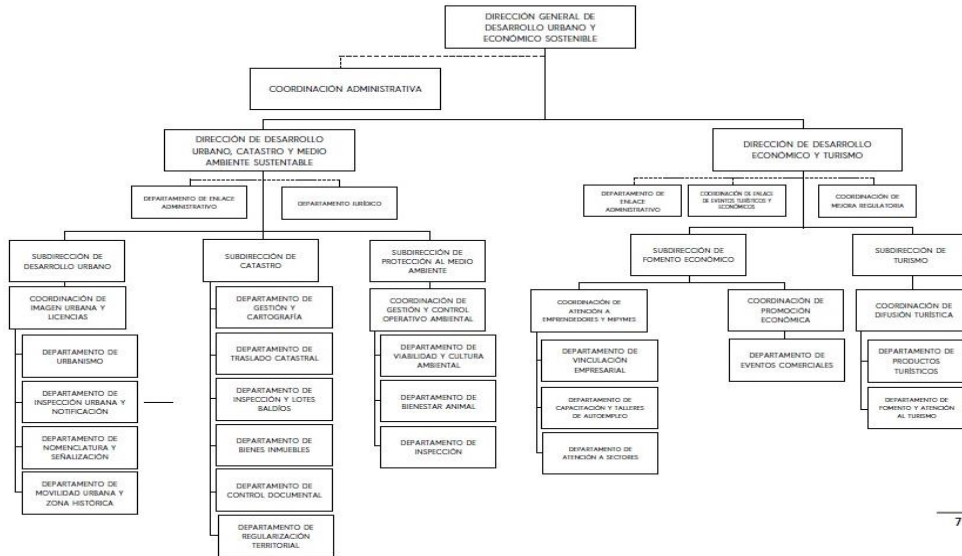 DIRECCIÓN GENERAL DE
DESARROLLO URBANO Y
ECONÓMICO SOSTENIBLE
COORDINACIÓN ADMINISTRATIVA
DIRECCIÓN DE DESARROLLO
URBANO, CATASTRO Y MEDIO
AMBIENTE SUSTENTABLE
DEPARTAMENTO DE ENLACE
ADMINISTRATIVO
DEPARTAMENTO JURÍDICO
SUBDIRECCIÓN DE
DESARROLLO URBANO
COORDINACIÓN DE
IMAGEN URBANA Y
LICENCIAS
DEPARTAMENTO DE
URBANISMO
DEPARTAMENTO DE
INSPECCIÓN URBANA Y
NOTIFICACIÓN
DEPARTAMENTO DE
NOMENCLATURA Y
SEÑALIZACIÓN
DEPARTAMENTO DE
MOVILIDAD URBANA Y
ZONA HISTÓRICA
SUBDIRECCIÓN DE
CATASTRO
DEPARTAMENTO DE
GESTIÓN Y
CARTOGRAFÍA
DEPARTAMENTO DE
TRASLADO CATASTRAL
DEPARTAMENTO DE
INSPECCIÓN Y LOTES
BALDÍOS
DEPARTAMENTO DE
BIENES INMUEBLES
DEPARTAMENTO DE
CONTROL DOCUMENTAL
DEPARTAMENTO DE
REGULARIZACIÓN
TERRITORIAL
SUBDIRECCIÓN DE
PROTECCIÓN AL MEDIO
AMBIENTE
COORDINACIÓN DE
GESTIÓN Y CONTROL
OPERATIVO AMBIENTAL
DEPARTAMENTO DE
VIABILIDAD Y CULTURA
AMBIENTAL
DEPARTAMENTO DE
BIENESTAR ANIMAL
DEPARTAMENTO DE
INSPECCIÓN
DIRECCIÓN DE DESARROLLO
ECONÓMICO Y TURISMO
DEPARTAMENTO DE
ENLACE
ADMINISTRATIVO
COORDINACIÓN DE ENLACE
DE EVENTOS TURÍSTICOS Y
ECONÓMICOS
COORDINACIÓN DE
MEJORA REGULATORIA
SUBDIRECCIÓN DE
FOMENTO ECONÓMICO
COORDINACIÓN DE
ATENCIÓN A
EMPRENDEDORES Y MIPYMES
DEPARTAMENTO DE
VINCULACIÓN
EMPRESARIAL
DEPARTAMENTO DE
CAPACITACIÓN Y TALLERES
DE AUTOEMPLEO
DEPARTAMENTO DE
ATENCIÓN A SECTORES
COORDINACIÓN DE
PROMOCIÓN
ECONÓMICA
DEPARTAMENTO DE
EVENTOS COMERCIALES
SUBDIRECCIÓN DE
TURISMO
COORDINACIÓN DE
DIFUSIÓN TURÍSTICA
DEPARTAMENTO DE
PRODUCTOS
TURÍSTICOS
DEPARTAMENTO DE
FOMENTO Y ATENCIÓN
AL TURISMO
7